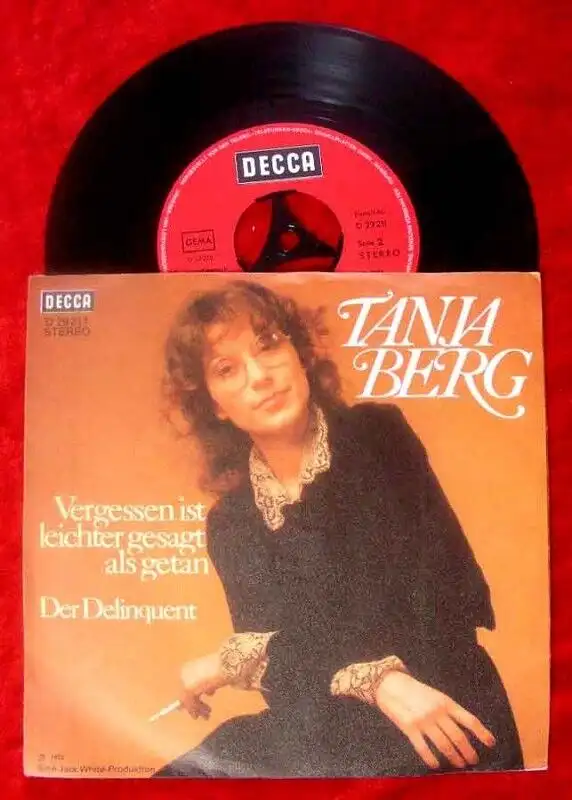 DECCA
GEMA
Seite 2
STEREO
DECCA
STEREO
TANJA
BERG
Vergessen ist
leichter gesagt
als getan
Der Delinquent
Eine Jack White-Produktion